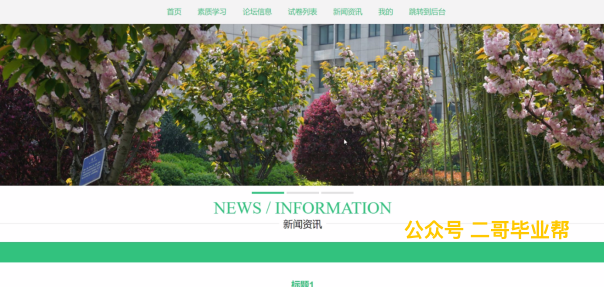 首页 素质学习 论坛信息 试卷列表 新闻资讯 我的 跳转到后台
NEWS / INFORMATION
新闻资讯
公众号 二哥毕业帮
标题1